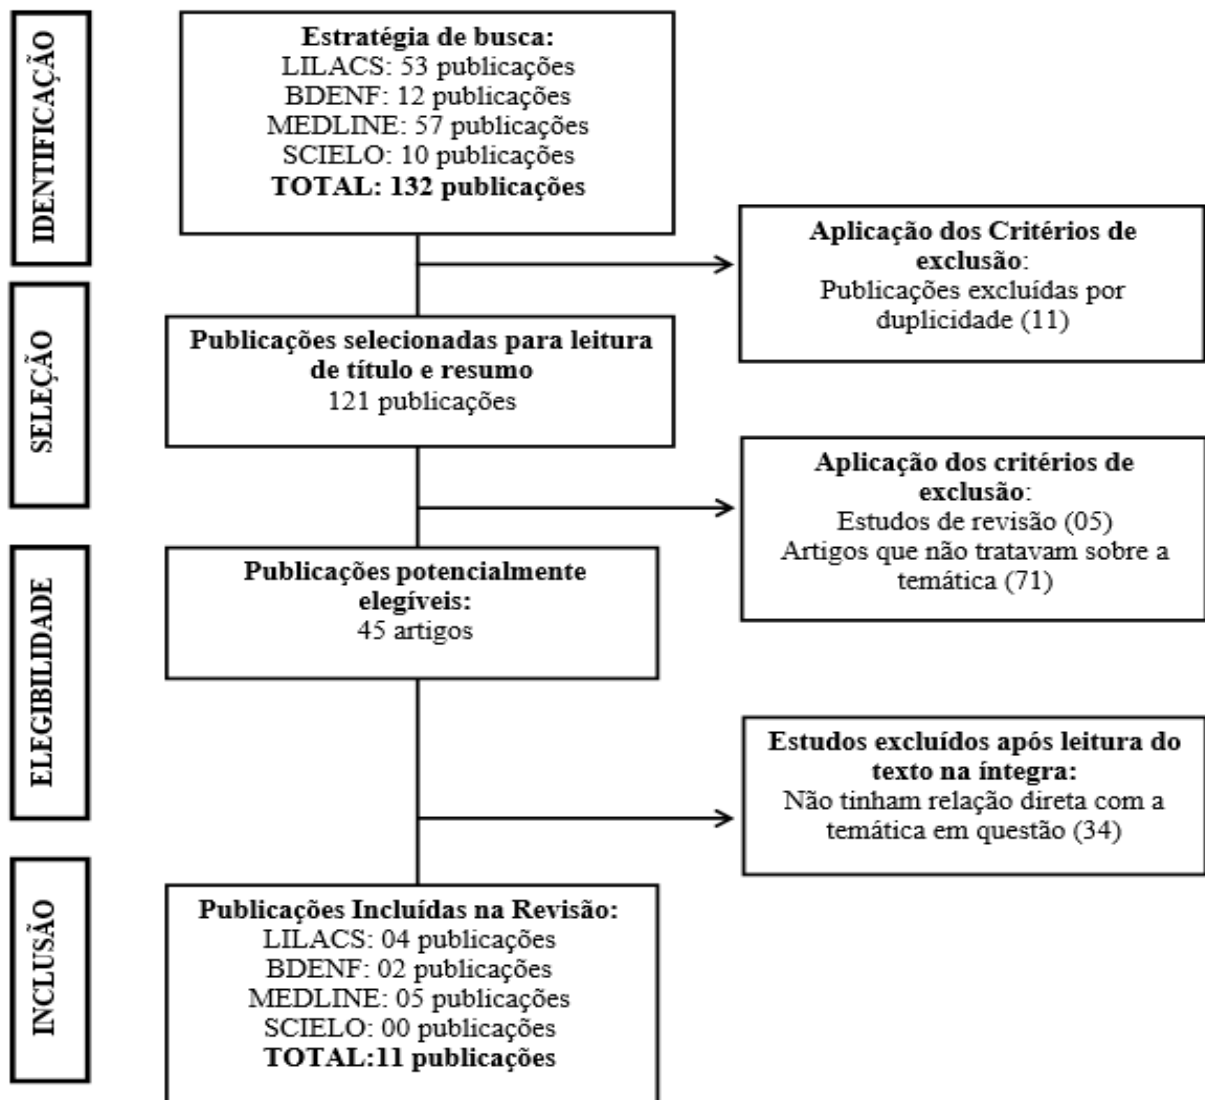 IDENTIFICAÇÃO
Estratégia de busca:
LILACS: 53 publicações
BDENF: 12 publicações
MEDLINE: 57 publicações
SCIELO: 10 publicações
TOTAL: 132 publicações
Aplicação dos Critérios de
exclusão:
Publicações excluídas por
duplicidade (11)
SELEÇÃO
Publicações selecionadas para leitura
de título e resumo
121 publicações
Aplicação dos critérios de
exclusão:
Estudos de revisão (05)
Artigos que não tratavam sobre a
temática (71)
ELEGIBILIDADE
Publicações potencialmente
elegíveis:
45 artigos
Estudos excluídos após leitura do
texto na íntegra:
Não tinham relação direta com a
temática em questão (34)
INCLUSÃO
Publicações Incluídas na Revisão:
LILACS: 04 publicações
BDENF: 02 publicações
MEDLINE: 05 publicações
SCIELO: 00 publicações
TOTAL:11 publicações